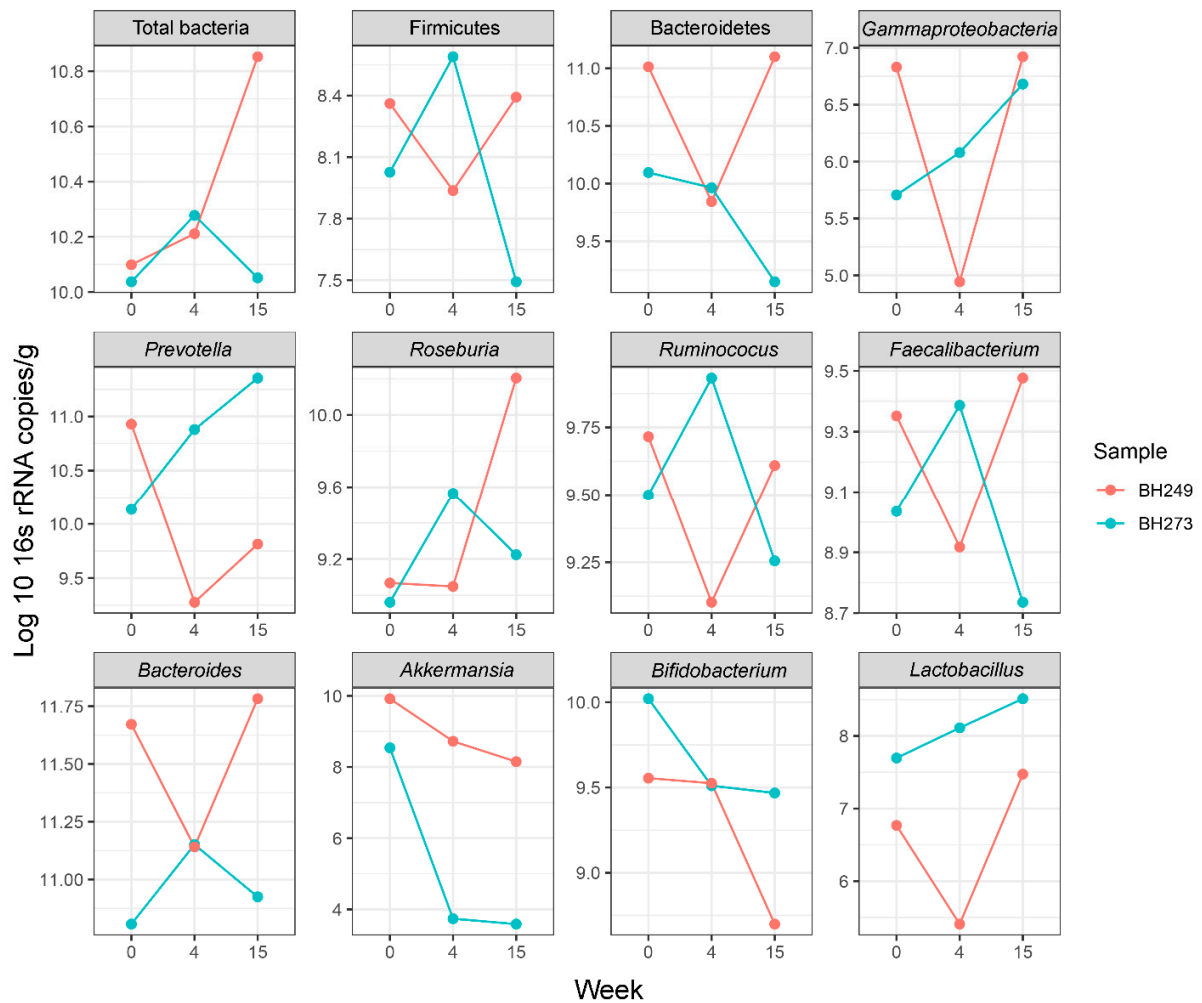 Total bacteria
Firmicutes
Bacteroidetes
Gammaproteobacteria
10.8
10.6
10.4
10.2
10.0
0 4 15
8.4
8.1
7.8
7.5
0 4 15
11.0
10.5
10.0
9.5
0 4 15
7.0
6.5
6.0
5.5
5.0
0 4 15
Prevotella
Roseburia
Ruminococus
Faecalibacterium
11.0
10.5
10.0
9.5
0 4 15
10.0
9.6
9.2
0 4 15
9.75
9.50
9.25
0 4 15
9.5
9.3
9.1
8.9
8.7
0 4 15
Bacteroides
Akkermansia
Bifidobacterium
Lactobacillus
11.75
11.50
11.25
11.00
0 4 15
10
8
6
4
0 4 15
10.0
9.5
9.0
0 4 15
8
7
6
0 4 15
Log 10 16s rRNA copies/g
Week
Sample
BH249
BH273